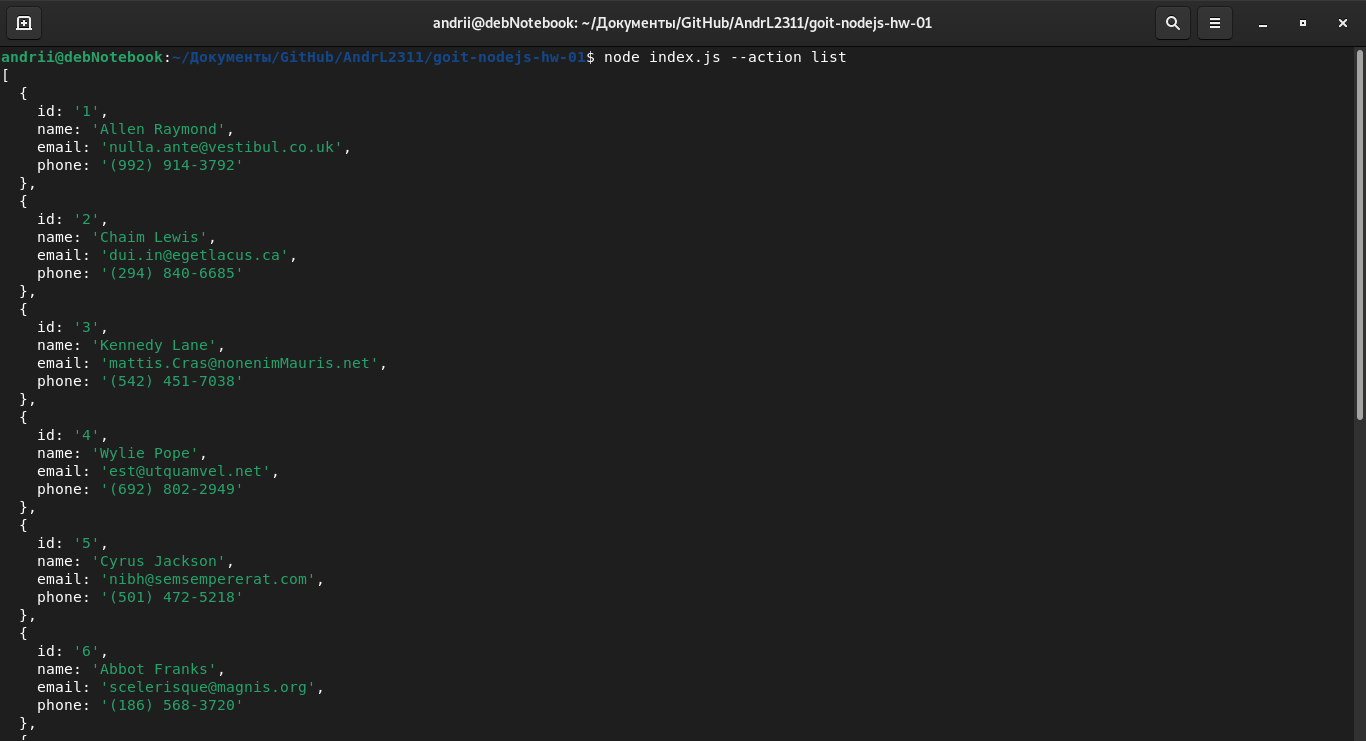 andrii@debNotebook: ~/Документы/GitHub/AndrL2311/goit-nodejs-hw-01
andrii@debNotebook:~/Документы/GitHub/AndrL2311/goit-nodejs-hw-01$ node index.js --action list
[
  {
    id: '1',
    name: 'Allen Raymond',
    email: 'nulla.ante@vestibul.co.uk',
    phone: '(992) 914-3792'
  },
  {
    id: '2',
    name: 'Chaim Lewis',
    email: 'dui.in@egetlacus.ca',
    phone: '(294) 840-6685'
  },
  {
    id: '3',
    name: 'Kennedy Lane',
    email: 'mattis.Cras@nonenimMauris.net',
    phone: '(542) 451-7038'
  },
  {
    id: '4',
    name: 'Wylie Pope',
    email: 'est@utquamvel.net',
    phone: '(692) 802-2949'
  },
  {
    id: '5',
    name: 'Cyrus Jackson',
    email: 'nibh@semsempererat.com',
    phone: '(501) 472-5218'
  },
  {
    id: '6',
    name: 'Abbot Franks',
    email: 'scelerisque@magnis.org',
    phone: '(186) 568-3720'
  },
  {